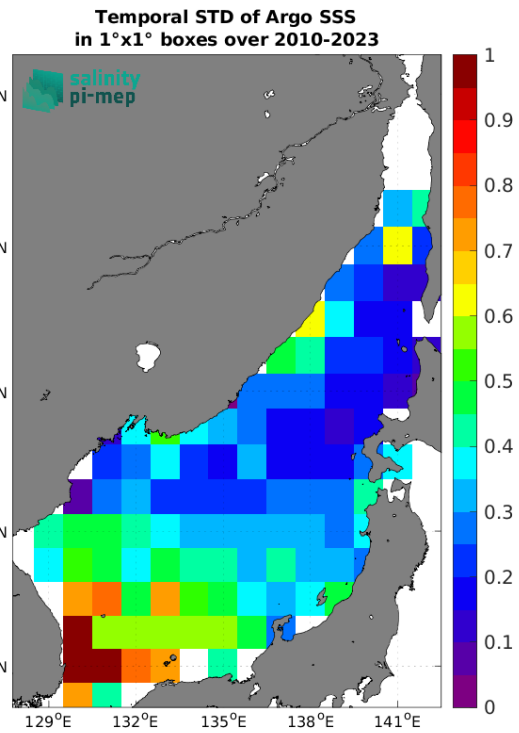 Temporal STD of Argo SSS
in 1°x1° boxes over 2010-2023
salinity
pi-mep
N
N
N
N
N
1
0.9
0.8
0.7
0.6
0.5
0.4
0.3
0.2
0.1
0
129°E 132°E 135°E 138°E 141°E